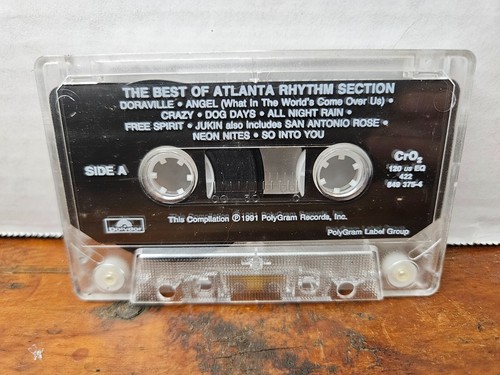 THE BEST OF ATLANTA RHYTHM SECTION
DORAVILLE • ANGEL (What In The World's Come Over Us) •
CRAZY • DOG DAYS • ALL NIGHT RAIN •
FREE SPIRIT • JUKIN also includes SAN ANTONIO ROSE •
NEON NITES • SO INTO YOU
SIDE A
CrO2
120 us EQ
422
849 375-4
polydor
This Compilation ℗ 1991 PolyGram Records, Inc.
PolyGram Label Group